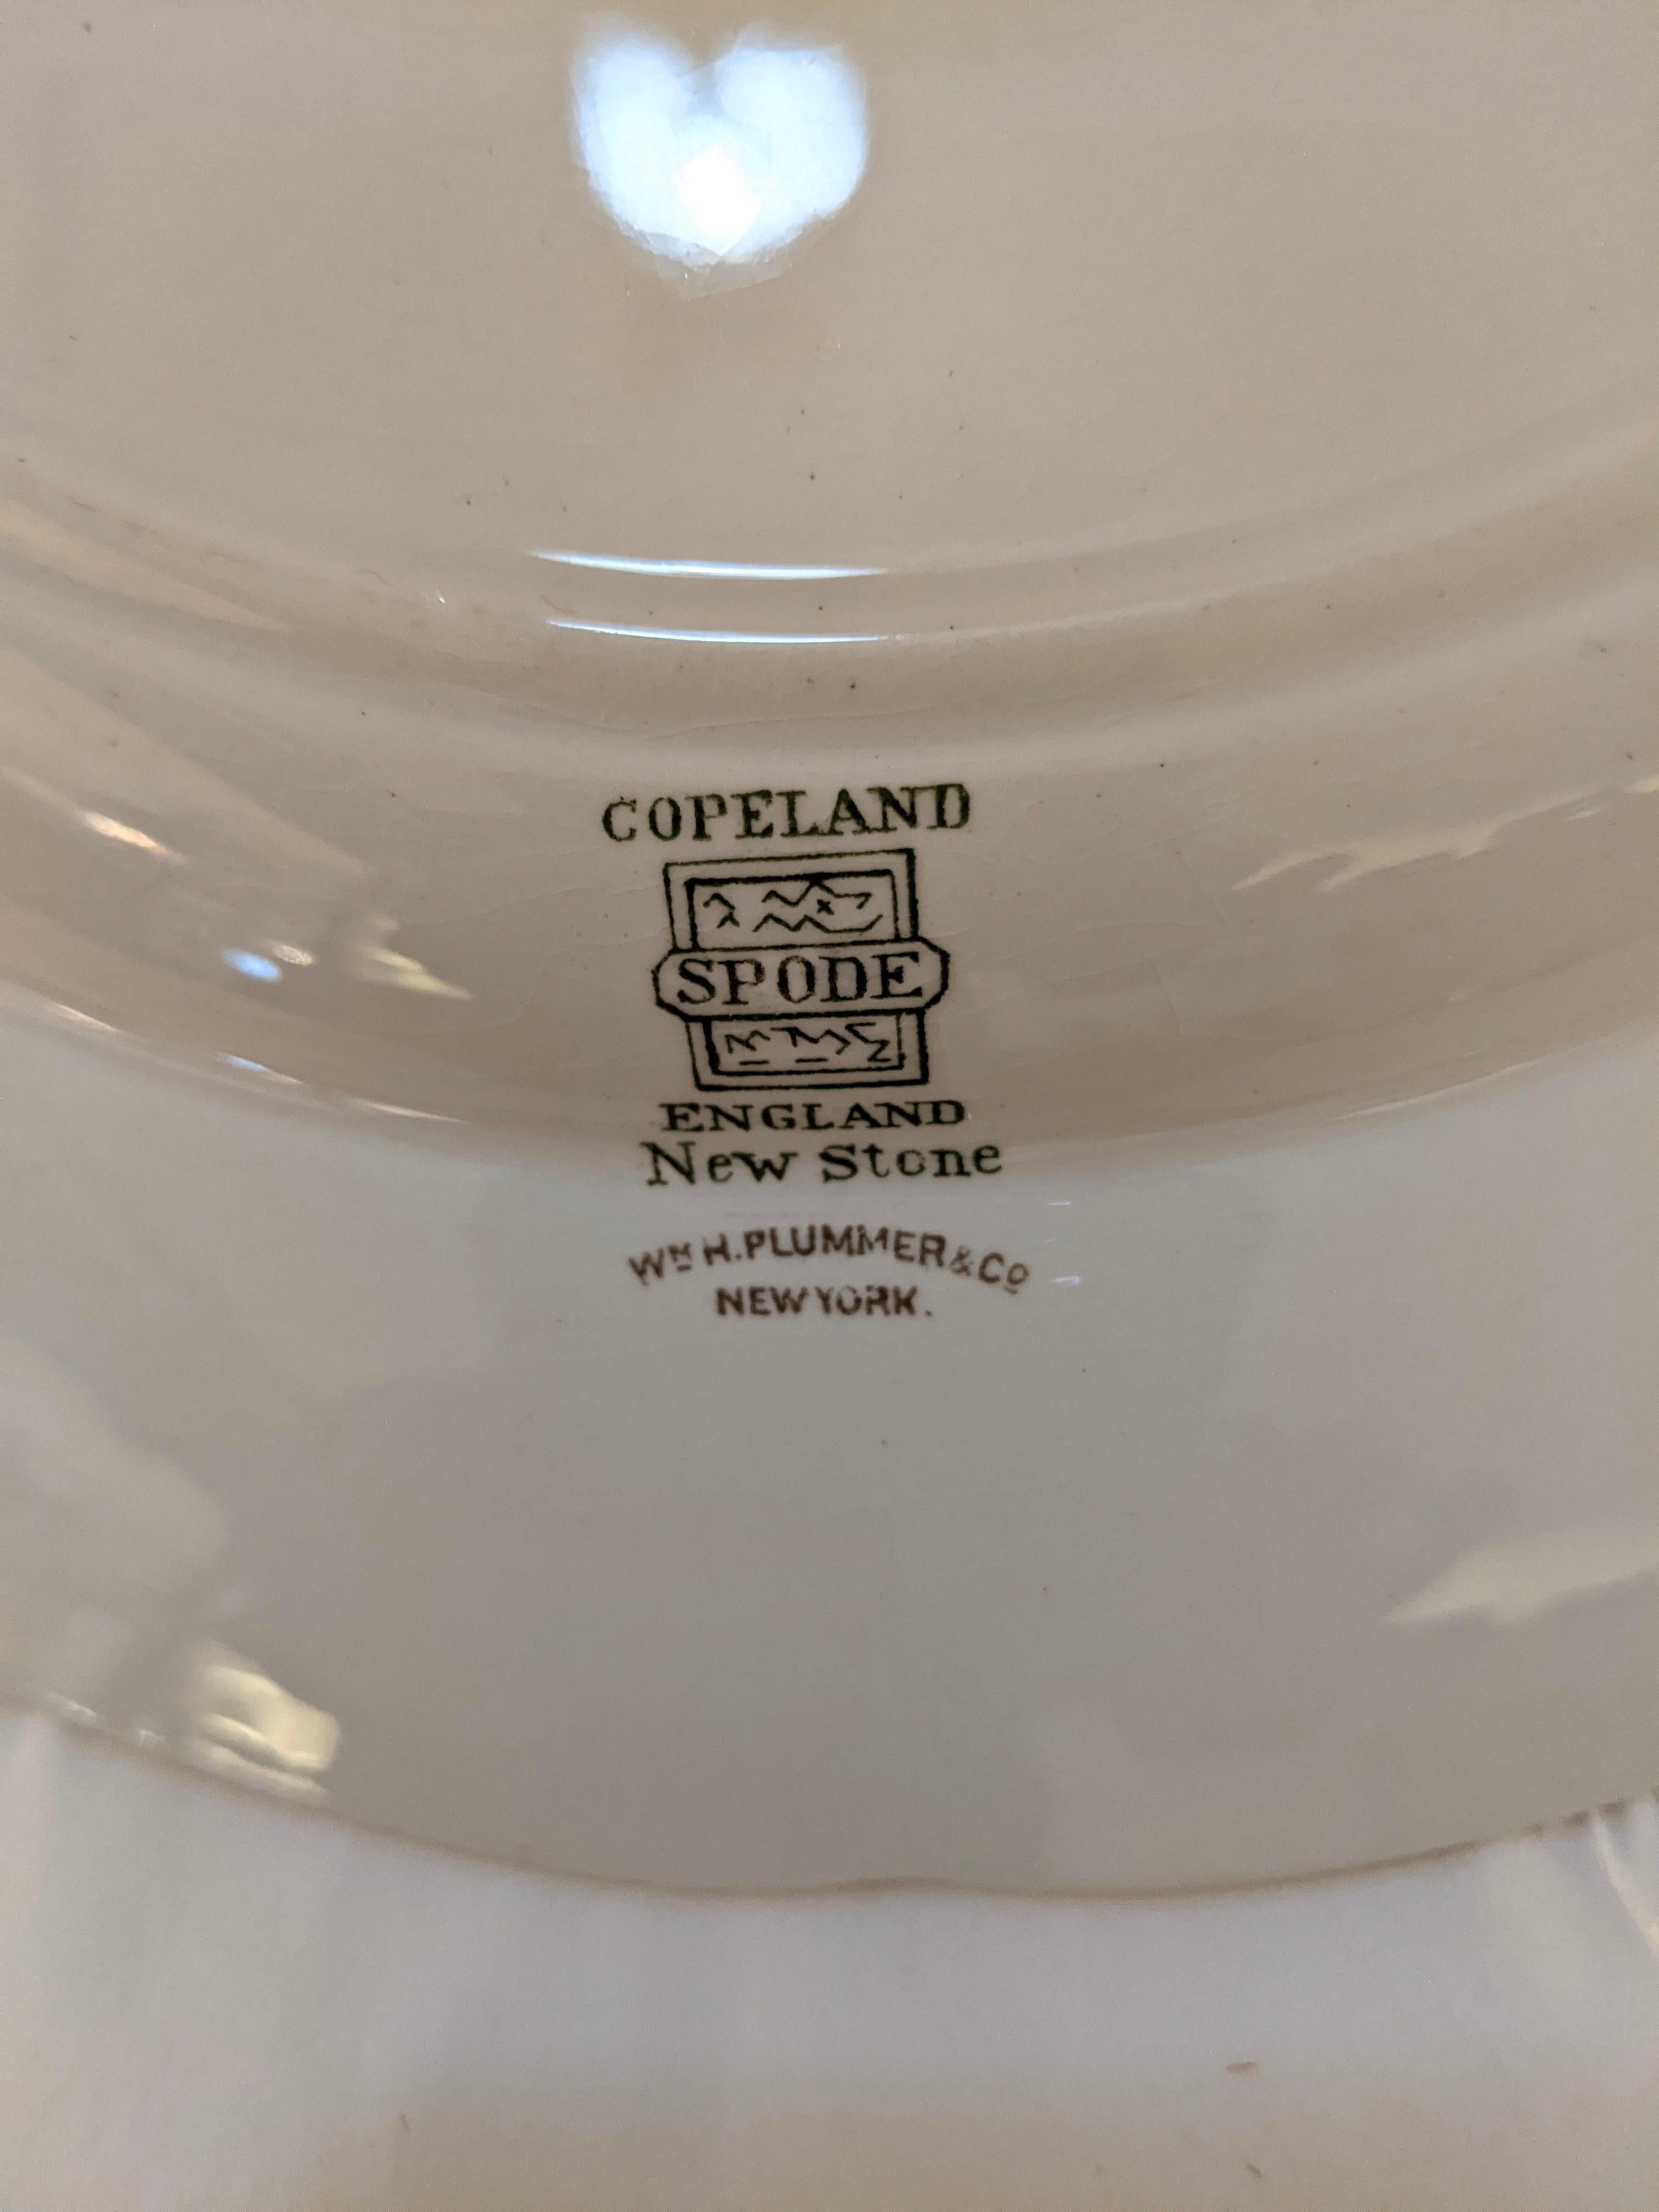 COPELAND
SPODE
ENGLAND
New Stone
Wᴹ H. PLUMMER & Cº
NEW YORK.